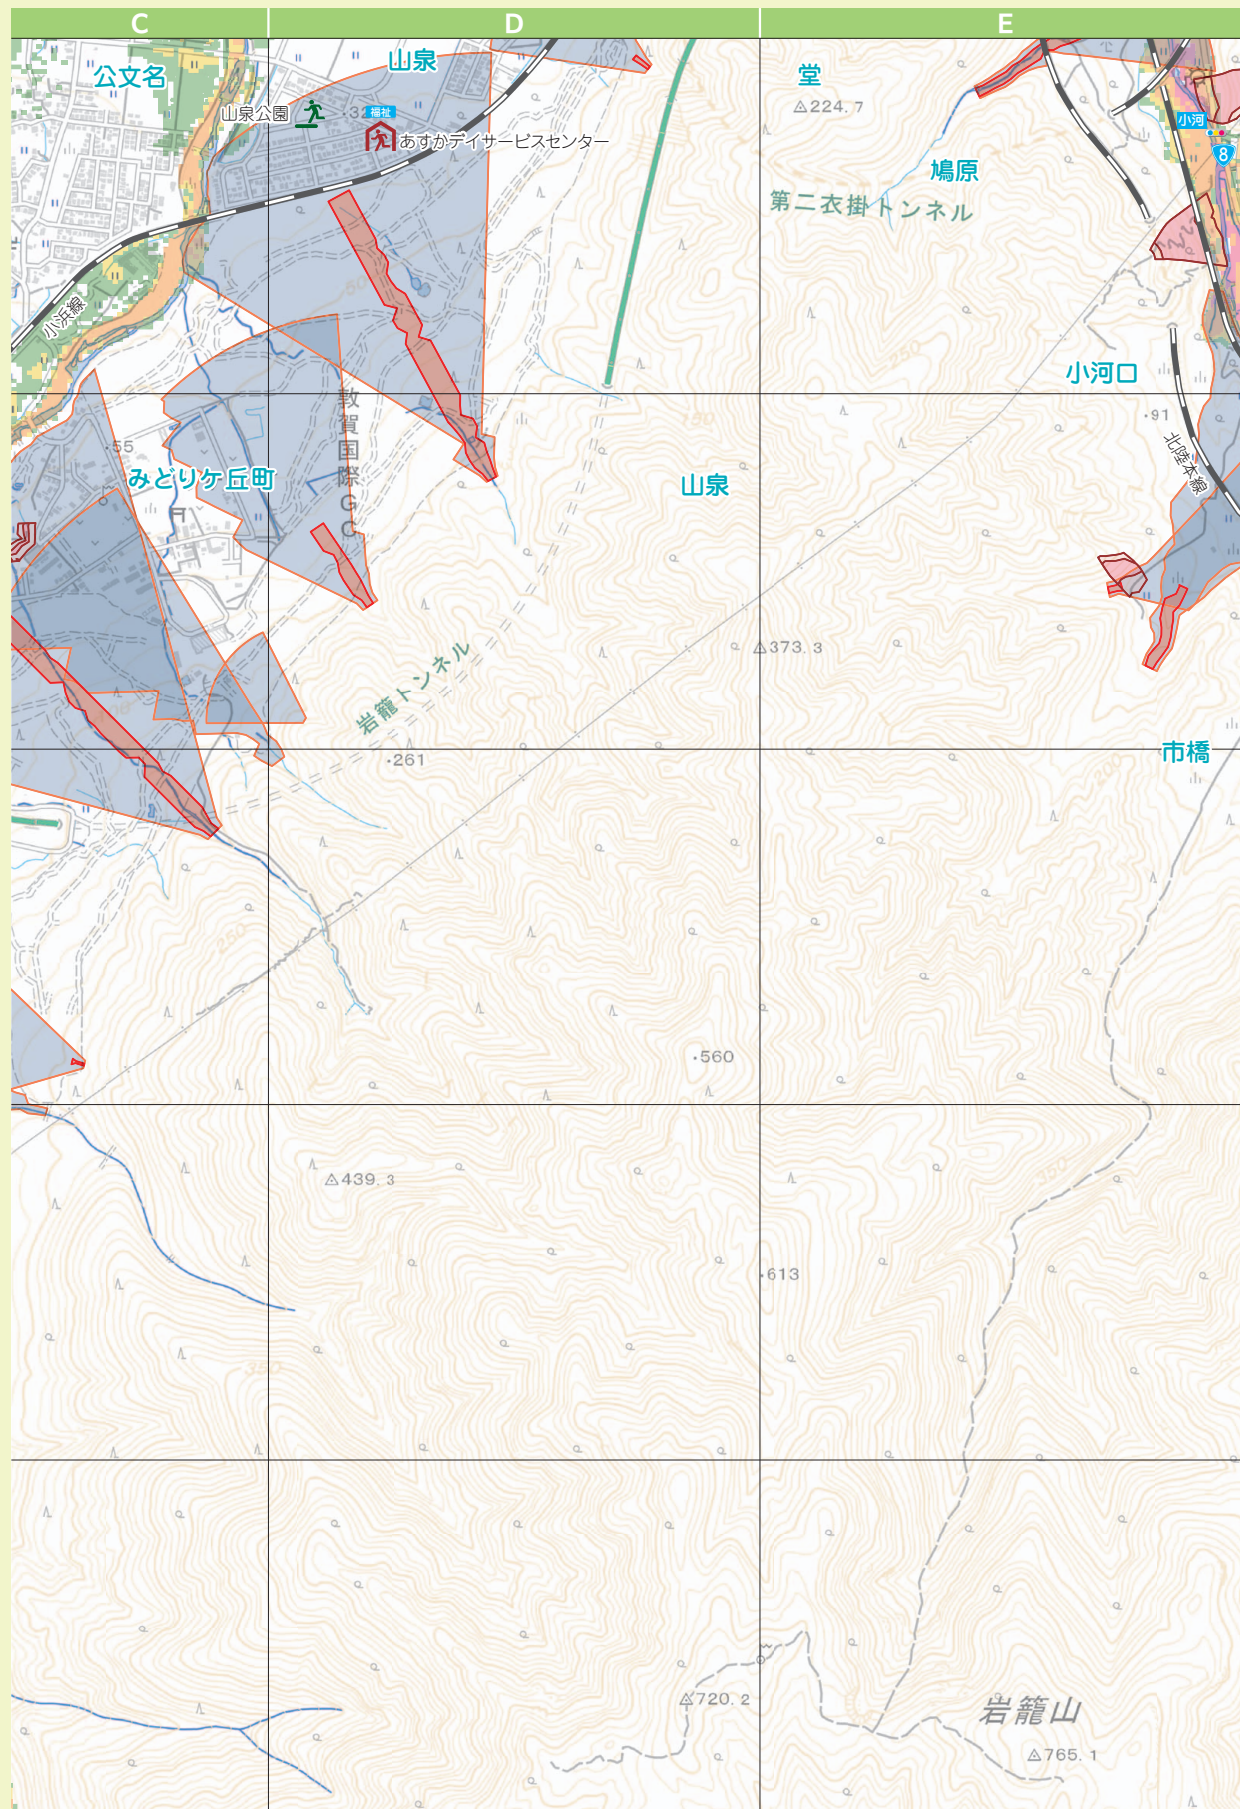 C
D
E
公文名
山泉
堂
224.7
山泉公園
福祉
あすかデイサービスセンター
小河
8
鳩原
第二衣掛トンネル
50
小浜線
小河口
敦賀国際GC
91
55
みどりケ丘町
山泉
北陸本線
373.3
岩籠トンネル
市橋
261
200
250
560
439.3
613
350
720.2
岩籠山
765.1